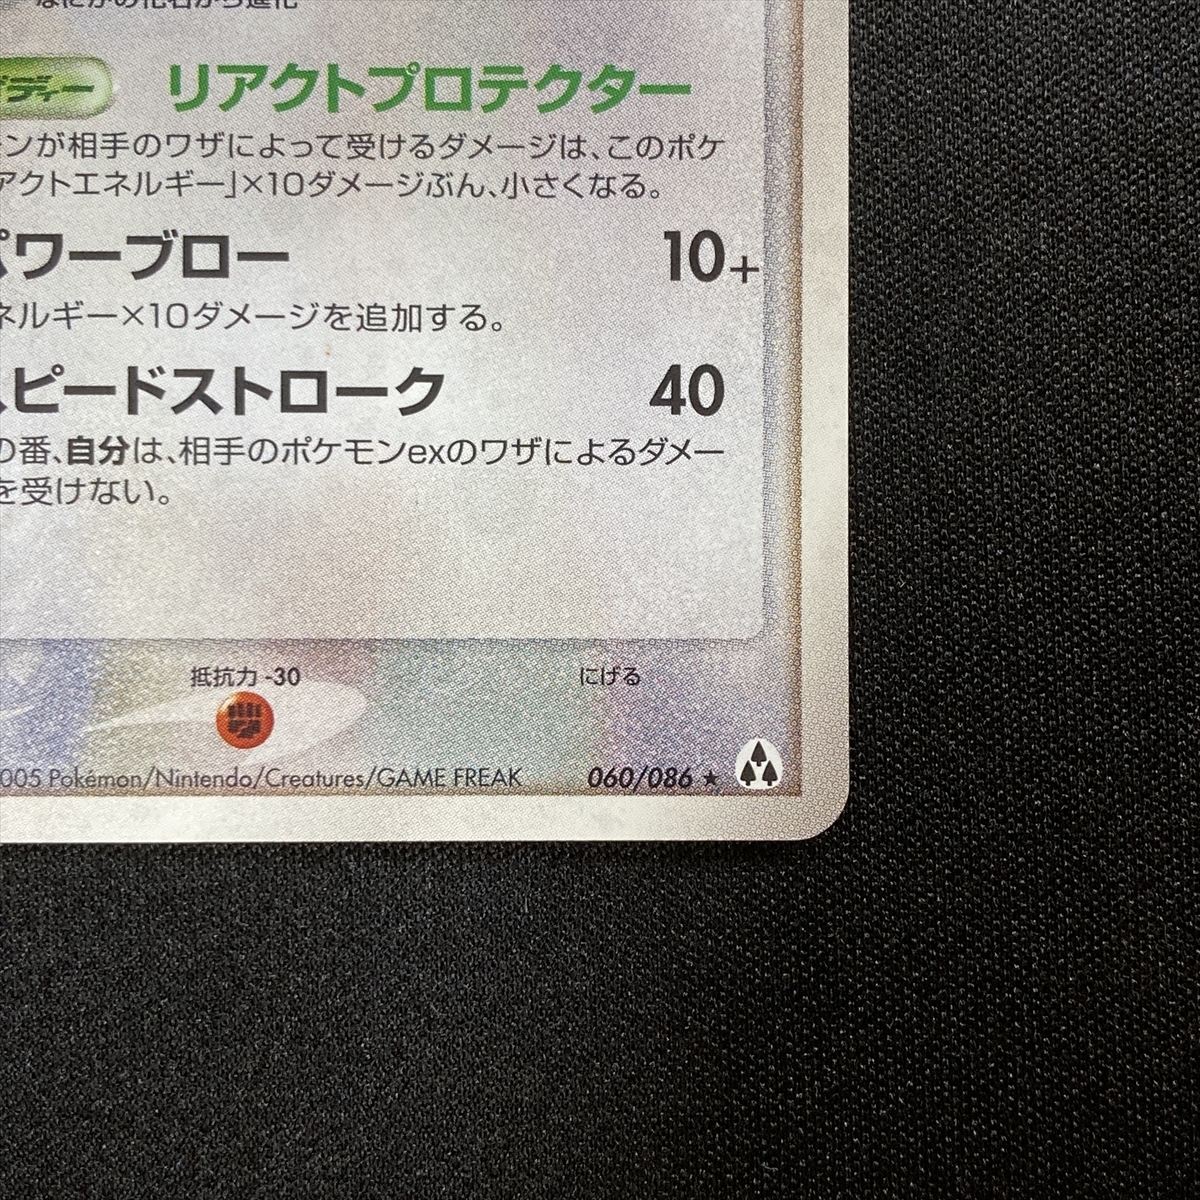 なにかの化石から進化
ボディー リアクトプロテクター
ンが相手のワザによって受けるダメージは、このポケ
アクトエネルギー」×10ダメージぶん、小さくなる。
パワーブロー 10+
ネルギー×10ダメージを追加する。
スピードストローク 40
の番、自分は、相手のポケモンexのワザによるダメー
を受けない。
抵抗力 -30 にげる
005 Pokémon/Nintendo/Creatures/GAME FREAK 060/086 ★